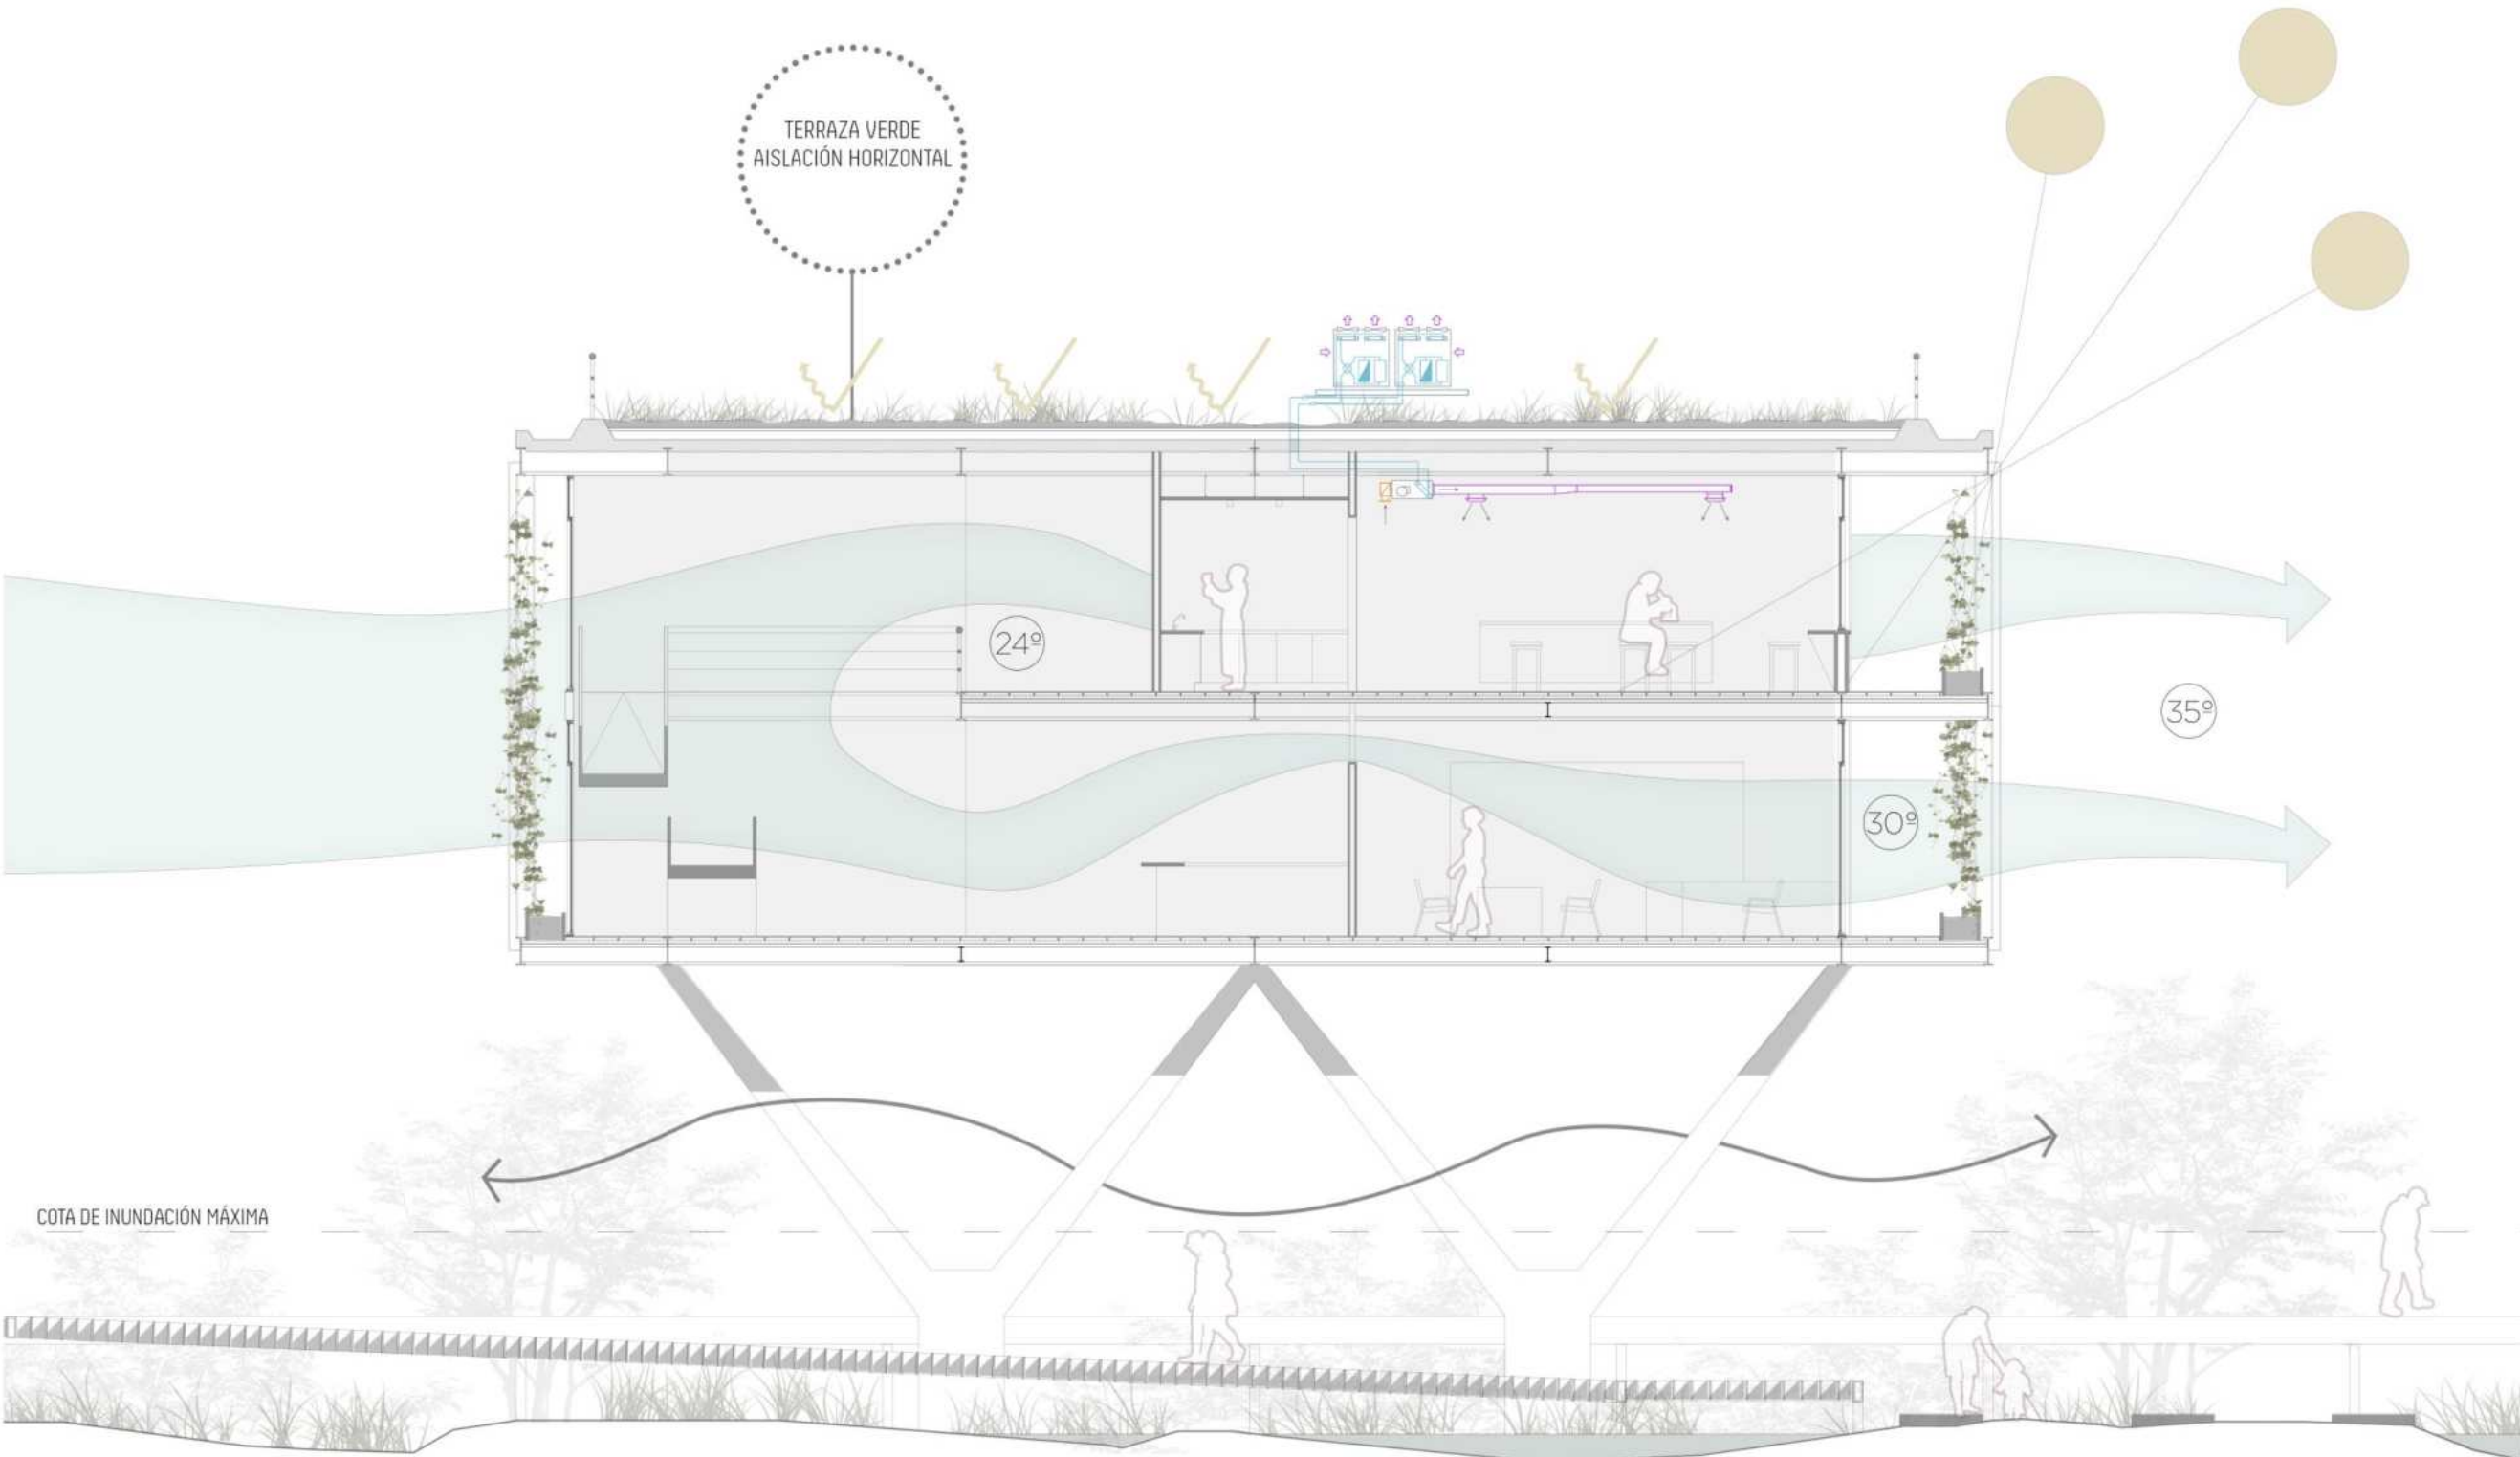 TERRAZA VERDE
AISLACIÓN HORIZONTAL
24º
35º
30º
COTA DE INUNDACIÓN MÁXIMA